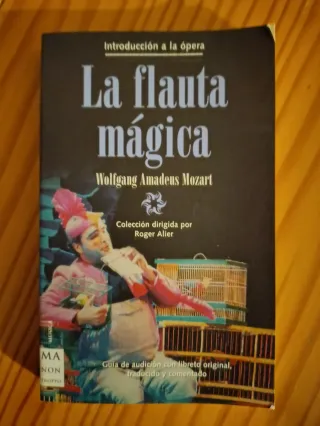 Introducción a la ópera
La flauta
mágica
Wolfgang Amadeus Mozart
Colección dirigida por
Roger Alier
Guía de audición con libreto original,
traducido y comentado
MA
NON
TROPPO